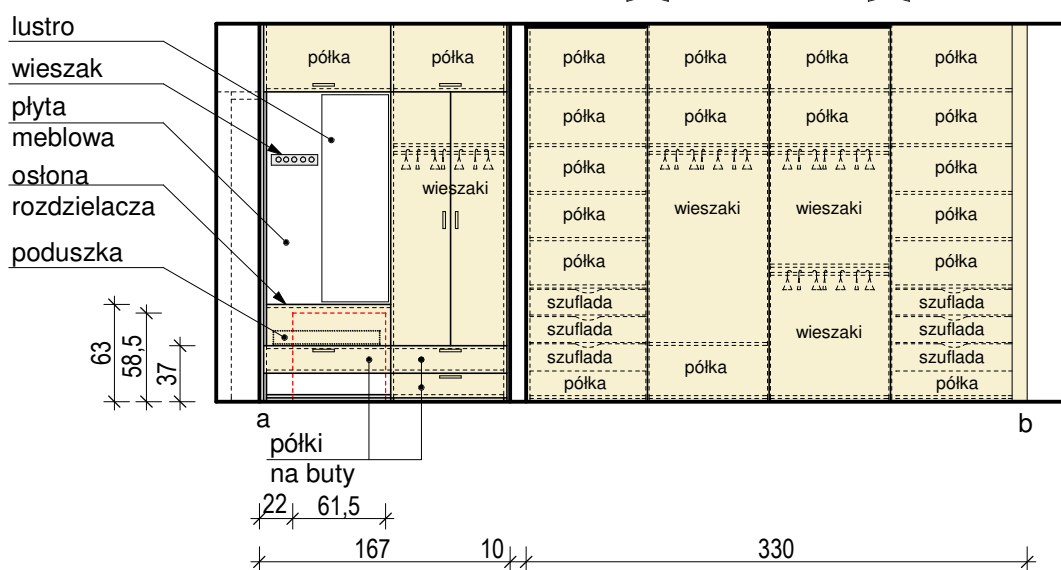 lustro
wieszak
płyta
meblowa
osłona
rozdzielacza
poduszka
półka półka półka półka półka półka
półka półka półka półka
półka półka
wieszaki wieszaki wieszaki
półka półka
półka półka
szuflada szuflada
szuflada wieszaki szuflada
szuflada szuflada
półka półka półka
63 58,5 37
a b
półki
na buty
22 61,5
167 10 330